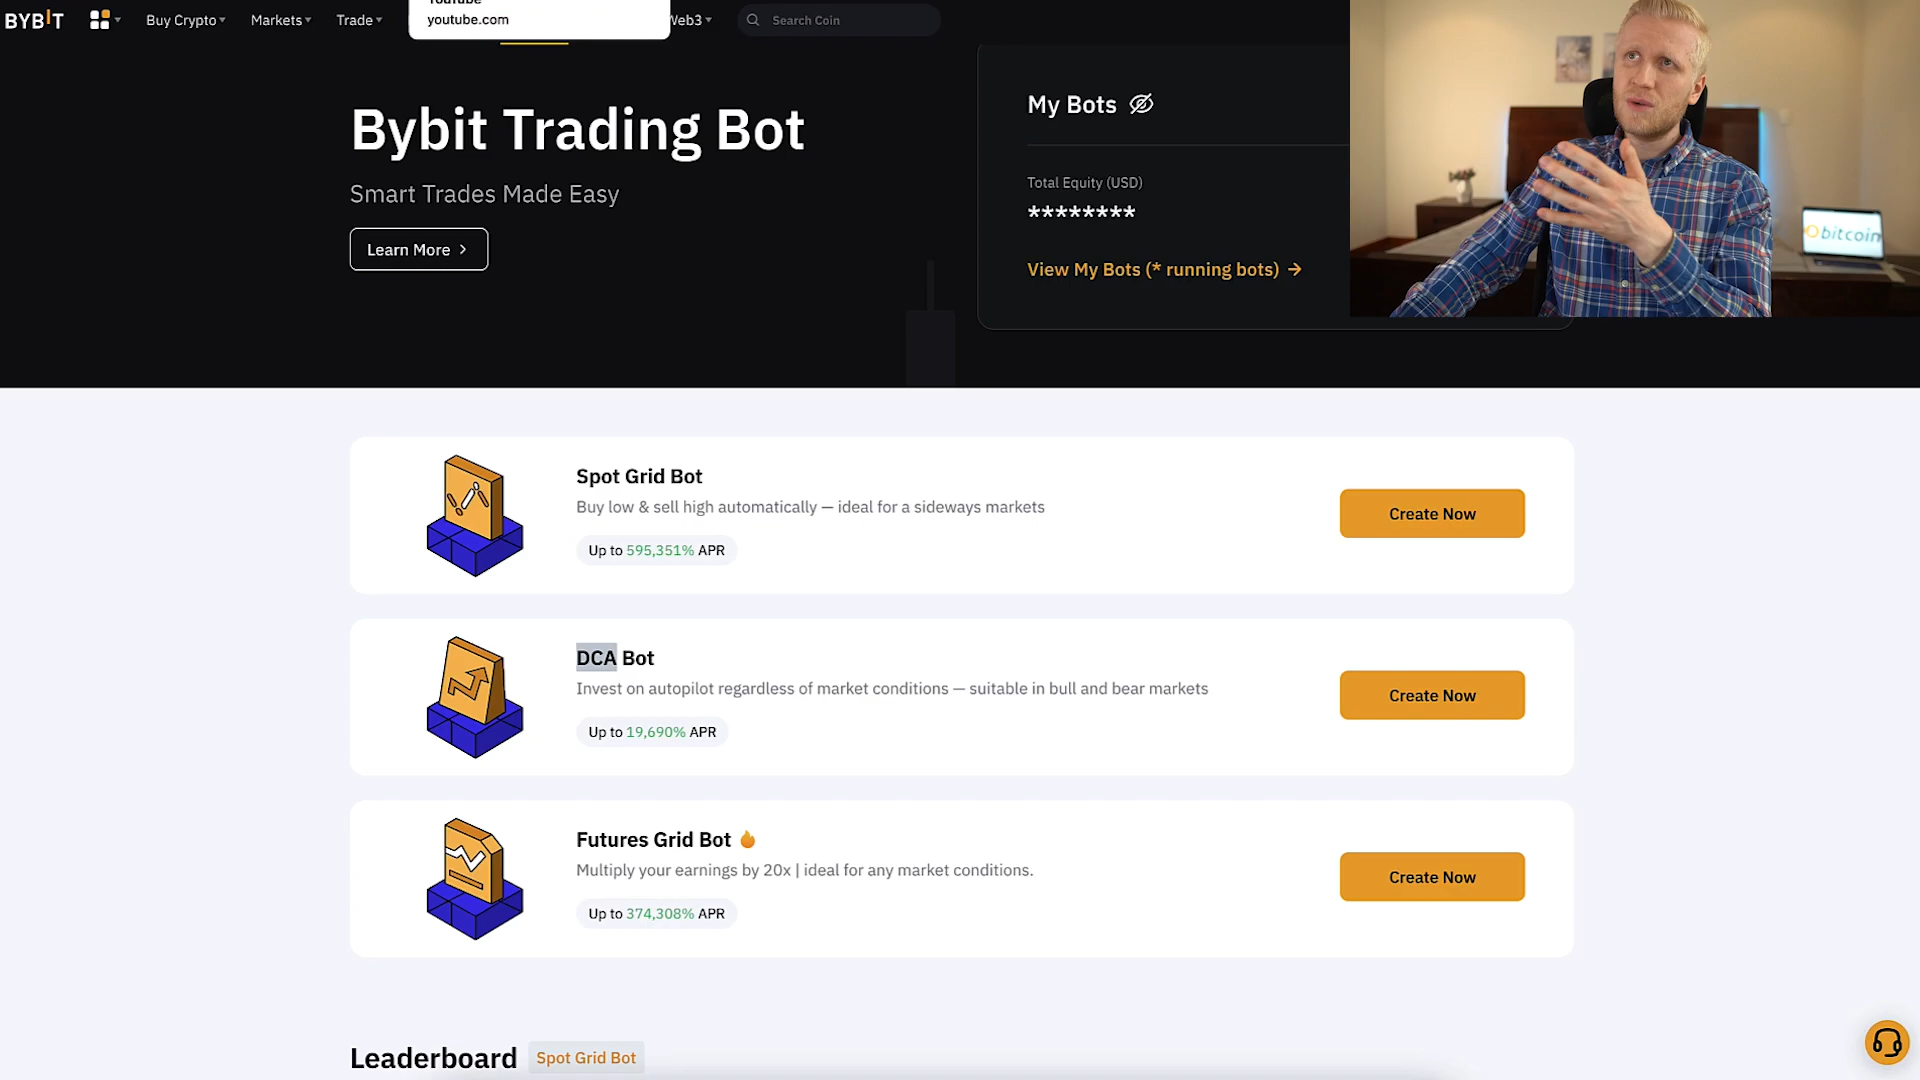 BYBIT
Buy Crypto
Markets
Trade
YouTube
youtube.com
Web3
Search Coin
Bybit Trading Bot
Smart Trades Made Easy
Learn More
My Bots
Total Equity (USD)
********
View My Bots (* running bots)
bitcoin
Spot Grid Bot
Buy low & sell high automatically — ideal for a sideways markets
Up to 595,351% APR
Create Now
DCA Bot
Invest on autopilot regardless of market conditions — suitable in bull and bear markets
Up to 19,690% APR
Create Now
Futures Grid Bot
Multiply your earnings by 20x | ideal for any market conditions.
Up to 374,308% APR
Create Now
Leaderboard
Spot Grid Bot